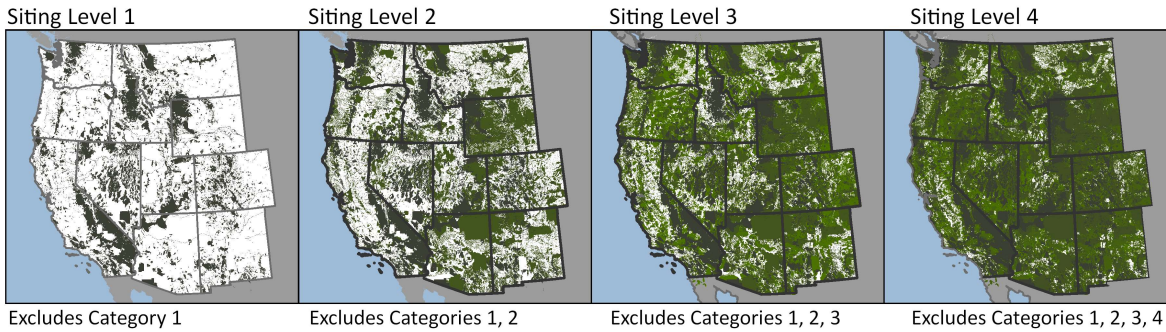 Siting Level 1
Siting Level 2
Siting Level 3
Siting Level 4
Excludes Category 1
Excludes Categories 1, 2
Excludes Categories 1, 2, 3
Excludes Categories 1, 2, 3, 4